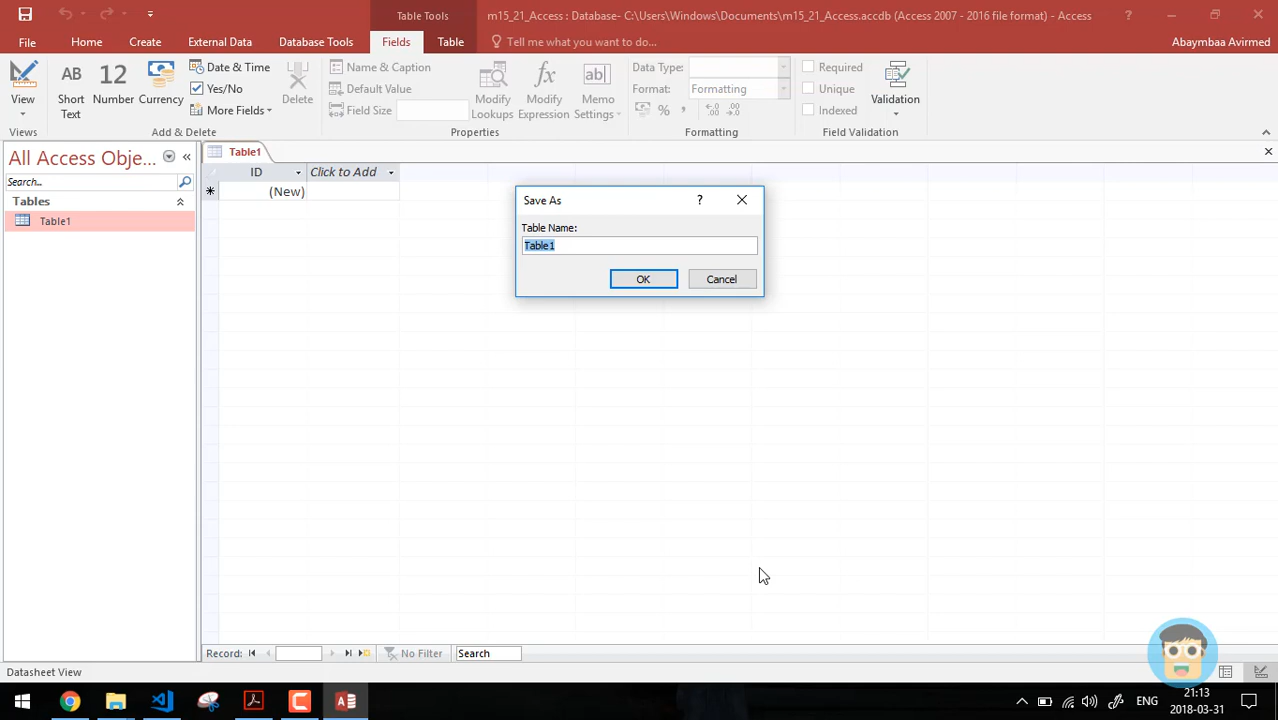 Table Tools
m15_21_Access : Database- C:\Users\Windows\Documents\m15_21_Access.accdb (Access 2007 - 2016 file format) - Access
File Home Create External Data Database Tools Fields Table Tell me what you want to do... Abaymbaa Avirmed
View
Views
AB Short Text
12 Number
Currency
Date & Time
Yes/No
More Fields
Delete
Add & Delete
Name & Caption
Default Value
Field Size
Modify Lookups
fx Modify Expression
ab Memo Settings
Properties
Data Type:
Format: Formatting
% , .00
Formatting
Required
Unique
Indexed
Validation
Field Validation
All Access Obje...
Search...
Tables
Table1
Table1
ID Click to Add
(New)
Save As ?
Table Name:
Table1
OK Cancel
Record: No Filter Search
Datasheet View
ENG
21:13
2018-03-31